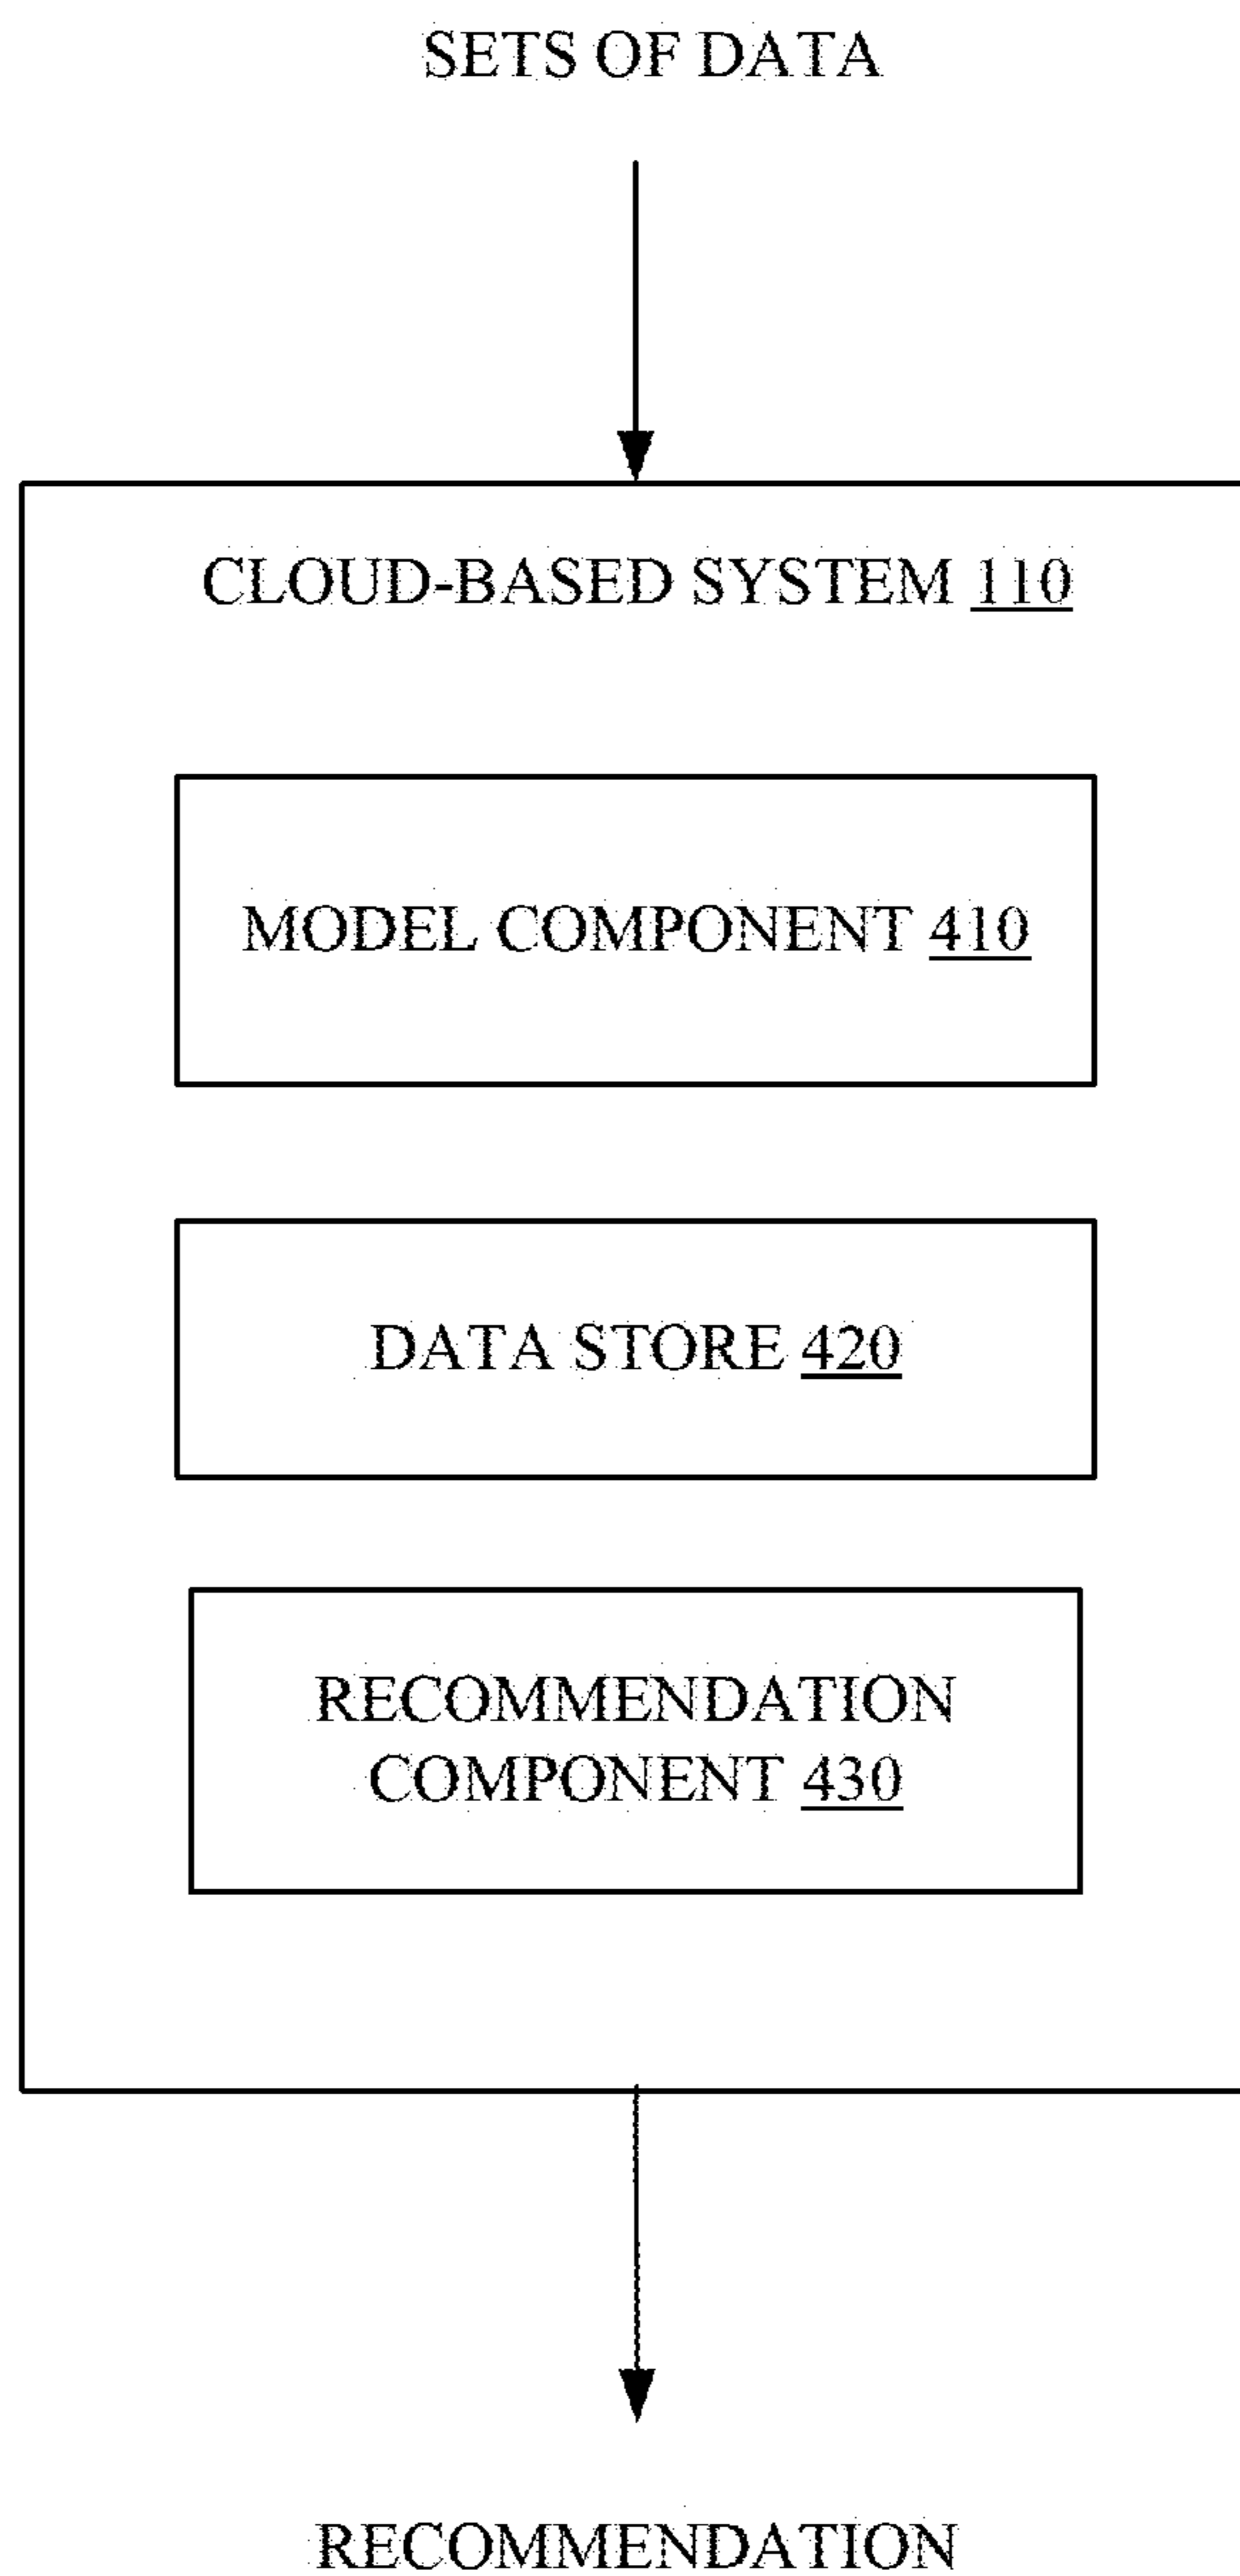 SETS OF DATA
CLOUD-BASED SYSTEM 110
MODEL COMPONENT 410
DATA STORE 420
RECOMMENDATION
COMPONENT 430
RECOMMENDATION